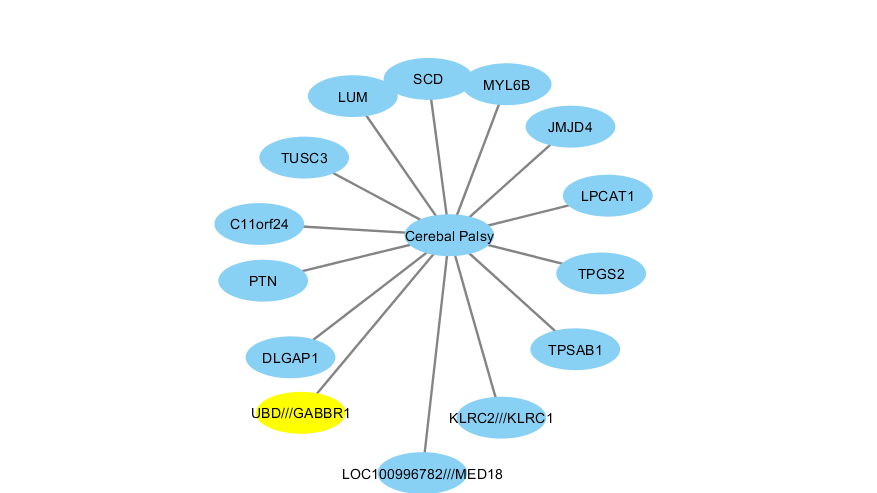 SCD
MYL6B
LUM
JMJD4
TUSC3
LPCAT1
C11orf24
Cerebal Palsy
TPGS2
PTN
TPSAB1
DLGAP1
UBD///GABBR1
KLRC2///KLRC1
LOC100996782///MED18